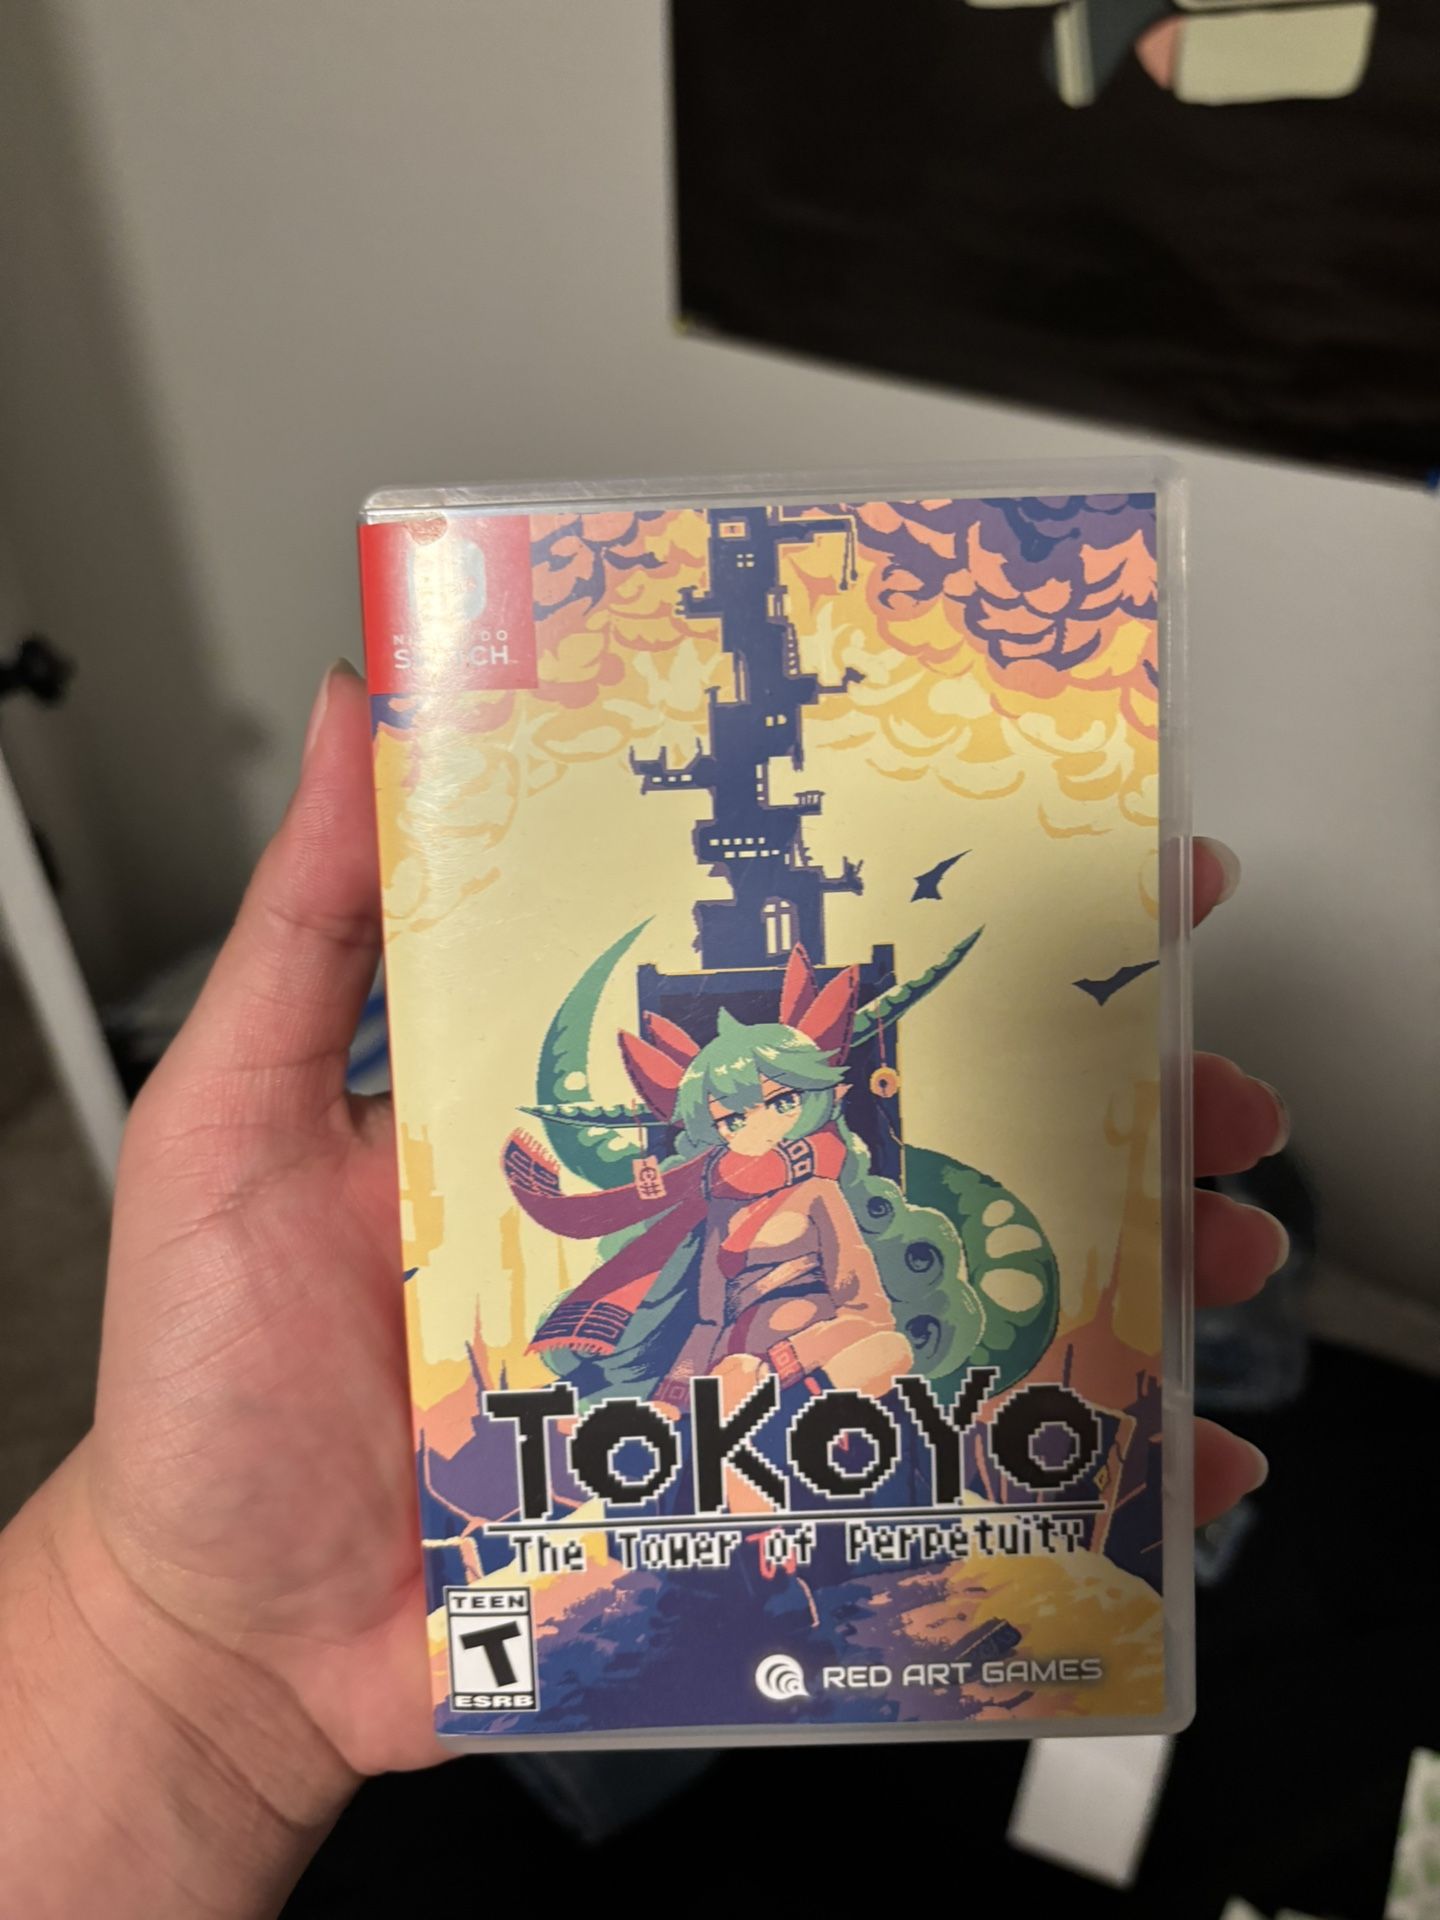 NINTENDO
SWITCH
TOKOYO
The Tower of Perpetuity
TEEN
T
ESRB
RED ART GAMES